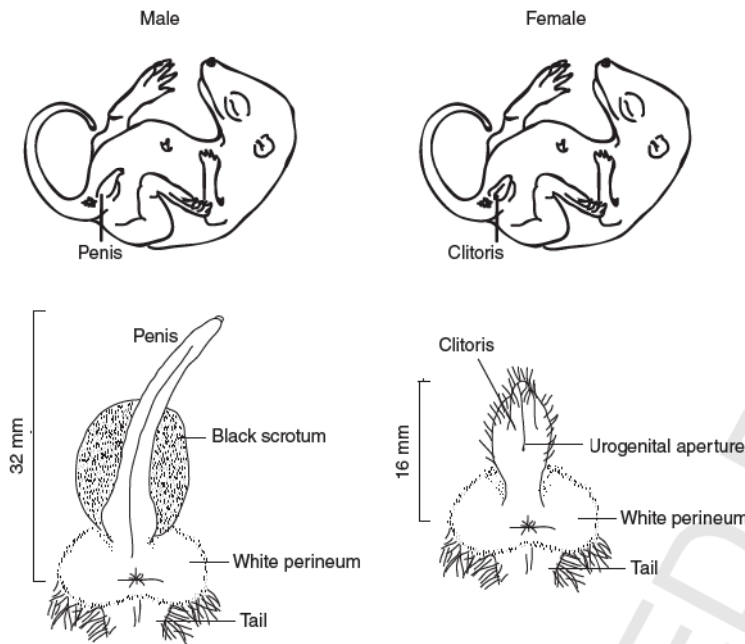 Male
Female
Penis
Clitoris
Penis
32 mm
Black scrotum
White perineum
Tail
Clitoris
16 mm
Urogenital aperture
White perineum
Tail